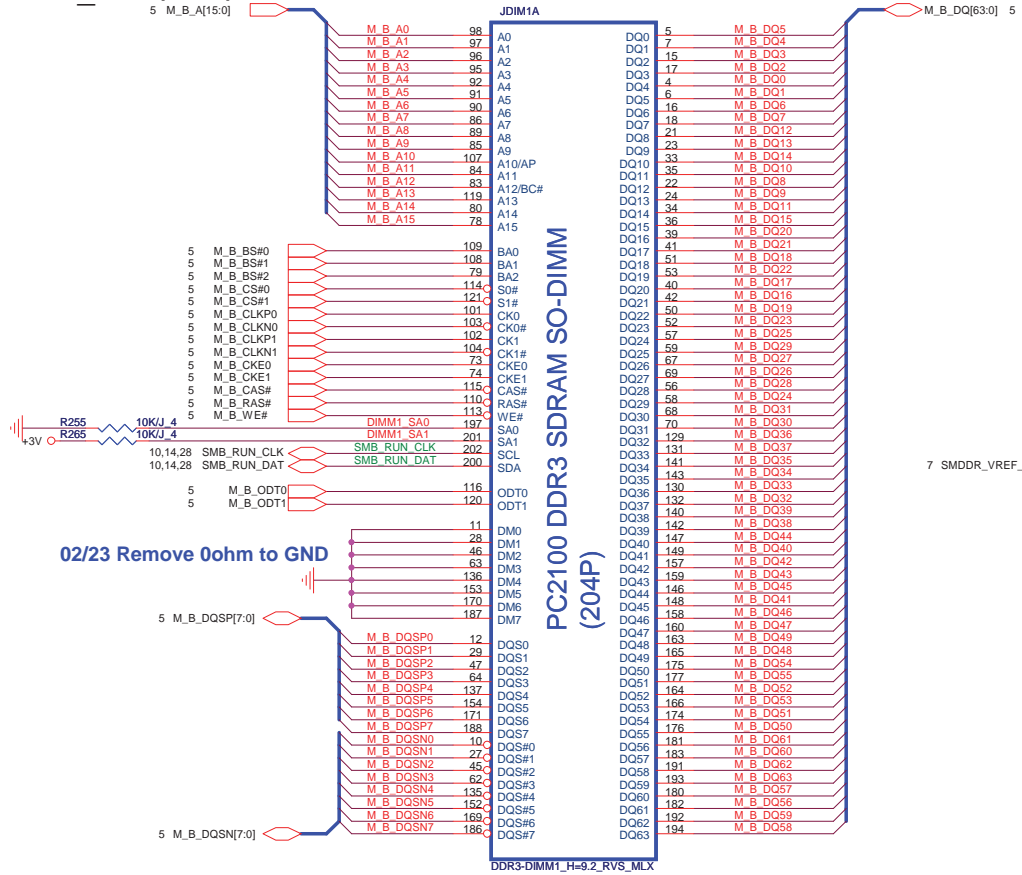 5 M_B_A[15:0]
JDIM1A
M_B_DQ[63:0] 5
M_B_A0 98 A0 DQ0 5 M_B_DQ5
M_B_A1 97 A1 DQ1 7 M_B_DQ4
M_B_A2 96 A2 DQ2 15 M_B_DQ3
M_B_A3 95 A3 DQ3 17 M_B_DQ2
M_B_A4 92 A4 DQ4 4 M_B_DQ0
M_B_A5 91 A5 DQ5 6 M_B_DQ1
M_B_A6 90 A6 DQ6 16 M_B_DQ6
M_B_A7 86 A7 DQ7 18 M_B_DQ7
M_B_A8 89 A8 DQ8 21 M_B_DQ12
M_B_A9 85 A9 DQ9 23 M_B_DQ13
M_B_A10 107 A10/AP DQ10 33 M_B_DQ14
M_B_A11 84 A11 DQ11 35 M_B_DQ10
M_B_A12 83 A12/BC# DQ12 22 M_B_DQ8
M_B_A13 119 A13 DQ13 24 M_B_DQ9
M_B_A14 80 A14 DQ14 34 M_B_DQ11
M_B_A15 78 A15 DQ15 36 M_B_DQ15
DQ16 39 M_B_DQ20
5 M_B_BS#0 109 BA0 DQ17 41 M_B_DQ21
5 M_B_BS#1 108 BA1 DQ18 51 M_B_DQ18
5 M_B_BS#2 79 BA2 DQ19 53 M_B_DQ22
5 M_B_CS#0 114 S0# DQ20 40 M_B_DQ17
5 M_B_CS#1 121 S1# DQ21 42 M_B_DQ16
5 M_B_CLKP0 101 CK0 DQ22 50 M_B_DQ19
5 M_B_CLKN0 103 CK0# DQ23 52 M_B_DQ23
5 M_B_CLKP1 102 CK1 DQ24 57 M_B_DQ25
5 M_B_CLKN1 104 CK1# DQ25 59 M_B_DQ29
5 M_B_CKE0 73 CKE0 DQ26 67 M_B_DQ27
5 M_B_CKE1 74 CKE1 DQ27 69 M_B_DQ26
5 M_B_CAS# 115 CAS# DQ28 56 M_B_DQ28
5 M_B_RAS# 110 RAS# DQ29 58 M_B_DQ24
5 M_B_WE# 113 WE# DQ30 68 M_B_DQ31
R255 10K/J_4 DIMM1_SA0 197 SA0 DQ31 70 M_B_DQ30
+3V R265 10K/J_4 DIMM1_SA1 201 SA1 DQ32 129 M_B_DQ36
10,14,28 SMB_RUN_CLK SMB_RUN_CLK 202 SCL DQ33 131 M_B_DQ37
10,14,28 SMB_RUN_DAT SMB_RUN_DAT 200 SDA DQ34 141 M_B_DQ35
7 SMDDR_VREF_
DQ35 143 M_B_DQ34
5 M_B_ODT0 116 ODT0 DQ36 130 M_B_DQ33
5 M_B_ODT1 120 ODT1 DQ37 132 M_B_DQ32
DQ38 140 M_B_DQ39
11 DM0 DQ39 142 M_B_DQ38
28 DM1 DQ40 147 M_B_DQ44
02/23 Remove 0ohm to GND
46 DM2 DQ41 149 M_B_DQ40
63 DM3 DQ42 157 M_B_DQ42
136 DM4 DQ43 159 M_B_DQ43
153 DM5 DQ44 146 M_B_DQ45
170 DM6 DQ45 148 M_B_DQ41
187 DM7 DQ46 158 M_B_DQ46
5 M_B_DQSP[7:0]
DQ47 160 M_B_DQ47
M_B_DQSP0 12 DQS0 DQ48 163 M_B_DQ49
M_B_DQSP1 29 DQS1 DQ49 165 M_B_DQ48
M_B_DQSP2 47 DQS2 DQ50 175 M_B_DQ54
M_B_DQSP3 64 DQS3 DQ51 177 M_B_DQ55
M_B_DQSP4 137 DQS4 DQ52 164 M_B_DQ52
M_B_DQSP5 154 DQS5 DQ53 166 M_B_DQ53
M_B_DQSP6 171 DQS6 DQ54 174 M_B_DQ51
M_B_DQSP7 188 DQS7 DQ55 176 M_B_DQ50
M_B_DQSN0 10 DQS#0 DQ56 181 M_B_DQ61
M_B_DQSN1 27 DQS#1 DQ57 183 M_B_DQ60
M_B_DQSN2 45 DQS#2 DQ58 191 M_B_DQ62
M_B_DQSN3 62 DQS#3 DQ59 193 M_B_DQ63
M_B_DQSN4 135 DQS#4 DQ60 180 M_B_DQ57
M_B_DQSN5 152 DQS#5 DQ61 182 M_B_DQ56
M_B_DQSN6 169 DQS#6 DQ62 192 M_B_DQ59
M_B_DQSN7 186 DQS#7 DQ63 194 M_B_DQ58
5 M_B_DQSN[7:0]
PC2100 DDR3 SDRAM SO-DIMM
(204P)
DDR3-DIMM1_H=9.2_RVS_MLX